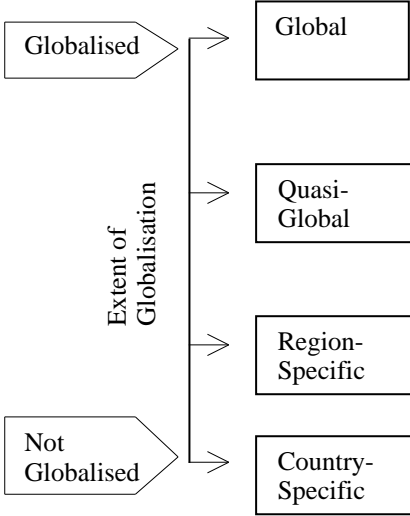 Globalised
Global
Extent of
Globalisation
Quasi-
Global
Region-
Specific
Not
Globalised
Country-
Specific